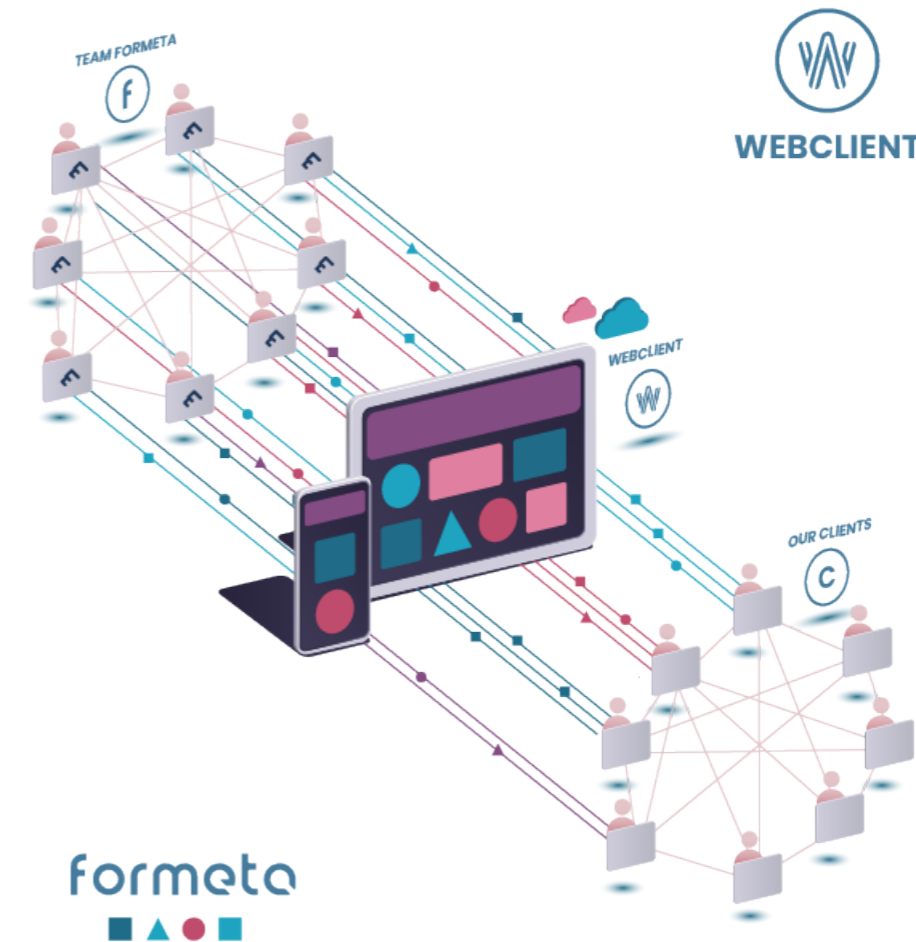 TEAM FORMETA
f
W
WEBCLIENT
WEBCLIENT
W
OUR CLIENTS
C
formeta